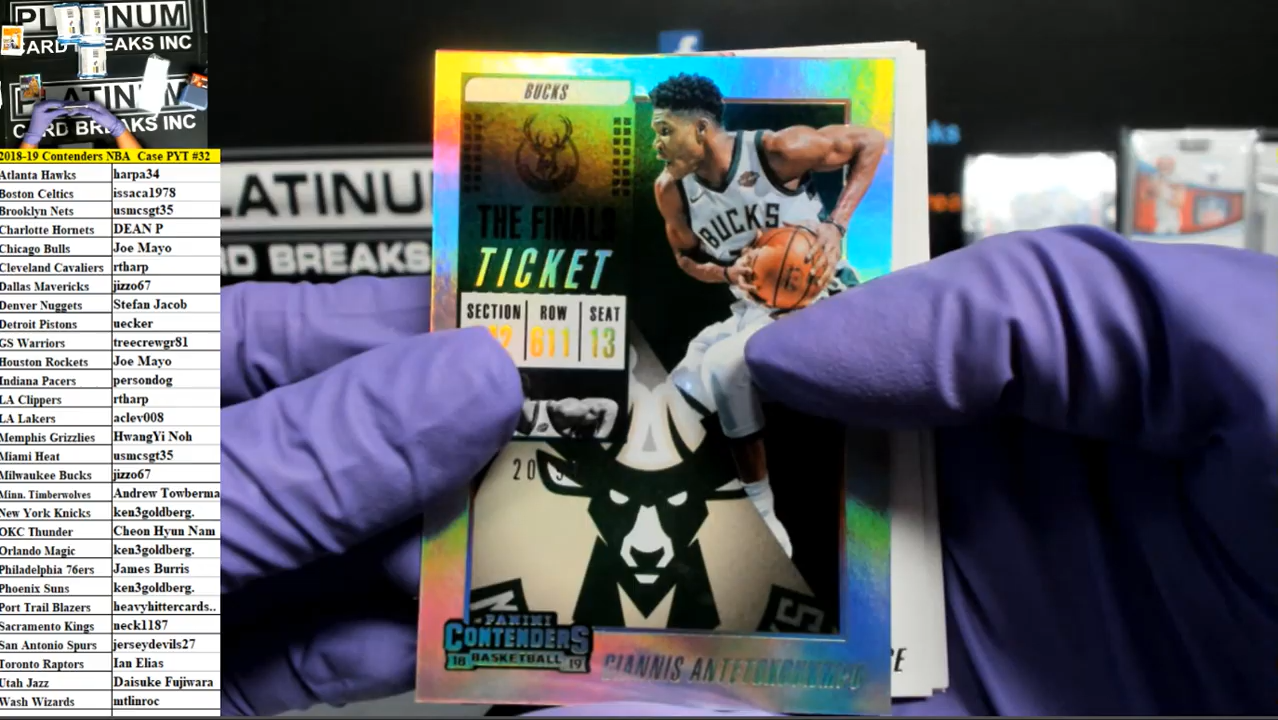 PLATINUM
CARD BREAKS INC
PLATINUM
CARD BREAKS INC
2018-19 Contenders NBA Case PYT #32
Atlanta Hawks harpa34
Boston Celtics issaca1978
Brooklyn Nets usmcsgt35
Charlotte Hornets DEAN P
Chicago Bulls Joe Mayo
Cleveland Cavaliers rtharp
Dallas Mavericks jizzo67
Denver Nuggets Stefan Jacob
Detroit Pistons uecker
GS Warriors treecrewgr81
Houston Rockets Joe Mayo
Indiana Pacers persondog
LA Clippers rtharp
LA Lakers aclev008
Memphis Grizzlies HwangYi Noh
Miami Heat usmcsgt35
Milwaukee Bucks jizzo67
Minn. Timberwolves Andrew Towberma
New York Knicks ken3goldberg.
OKC Thunder Cheon Hyun Nam
Orlando Magic ken3goldberg.
Philadelphia 76ers James Burris
Phoenix Suns ken3goldberg.
Port Trail Blazers heavyhittercards..
Sacramento Kings neck1187
San Antonio Spurs jerseydevils27
Toronto Raptors Ian Elias
Utah Jazz Daisuke Fujiwara
Wash Wizards mtlinroc
LATINUM
RD BREAKS
BUCKS
THE FINALS
TICKET
SECTION ROW SEAT
611 13
BUCKS
PANINI
CONTENDERS
18 BASKETBALL 19
GIANNIS ANTETOKOUNMPO